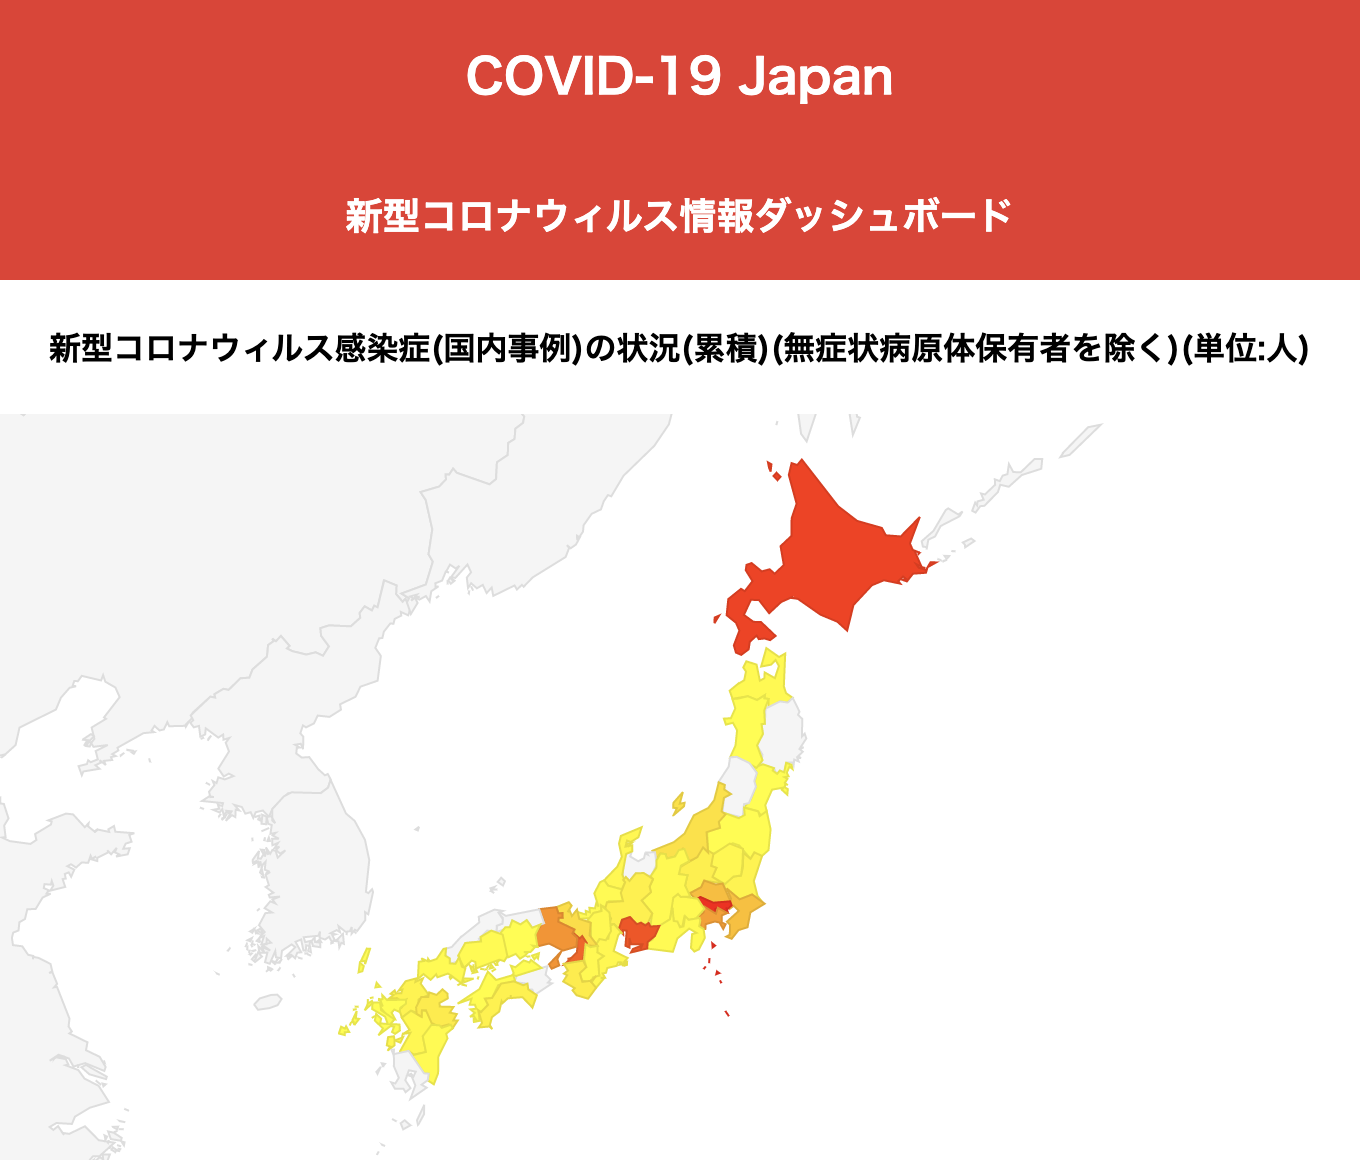 COVID-19 Japan
新型コロナウィルス情報ダッシュボード
新型コロナウィルス感染症(国内事例)の状況(累積)(無症状病原体保有者を除く)(単位:人)